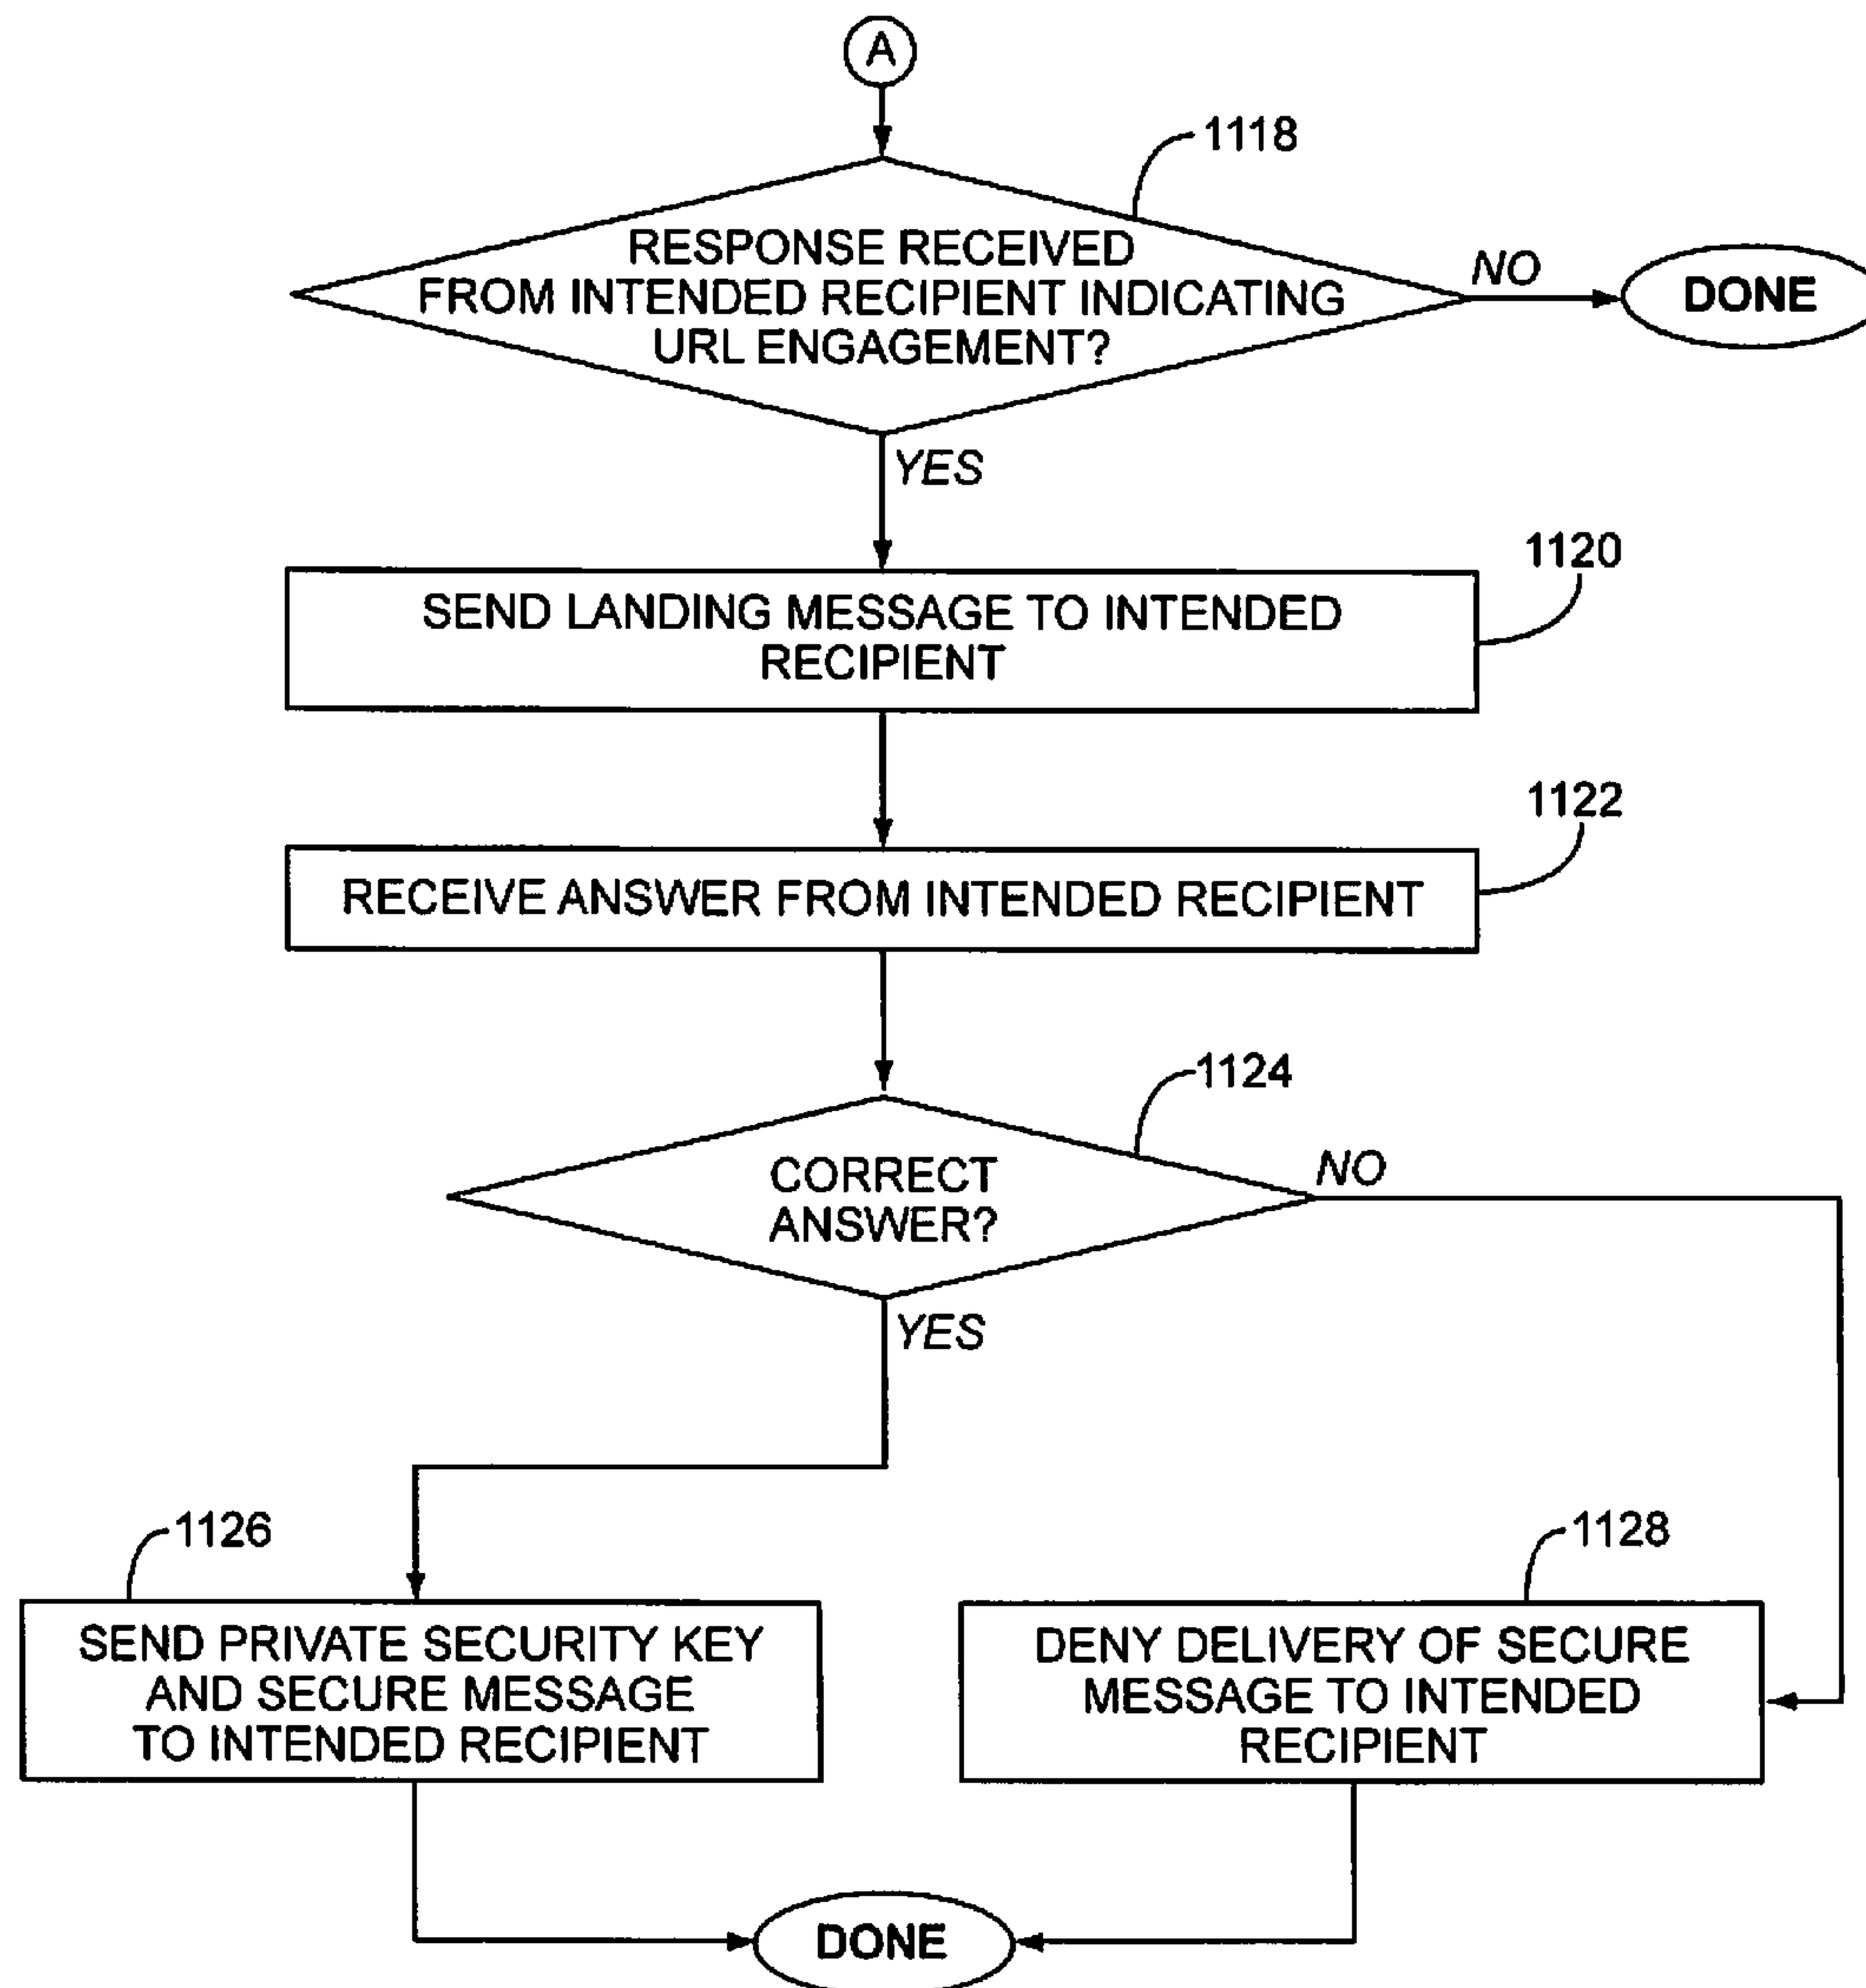 A
1118
RESPONSE RECEIVED
FROM INTENDED RECIPIENT INDICATING
URL ENGAGEMENT?
NO
DONE
YES
1120
SEND LANDING MESSAGE TO INTENDED
RECIPIENT
1122
RECEIVE ANSWER FROM INTENDED RECIPIENT
1124
CORRECT
ANSWER?
NO
YES
1126
SEND PRIVATE SECURITY KEY
AND SECURE MESSAGE
TO INTENDED RECIPIENT
1128
DENY DELIVERY OF SECURE
MESSAGE TO INTENDED
RECIPIENT
DONE